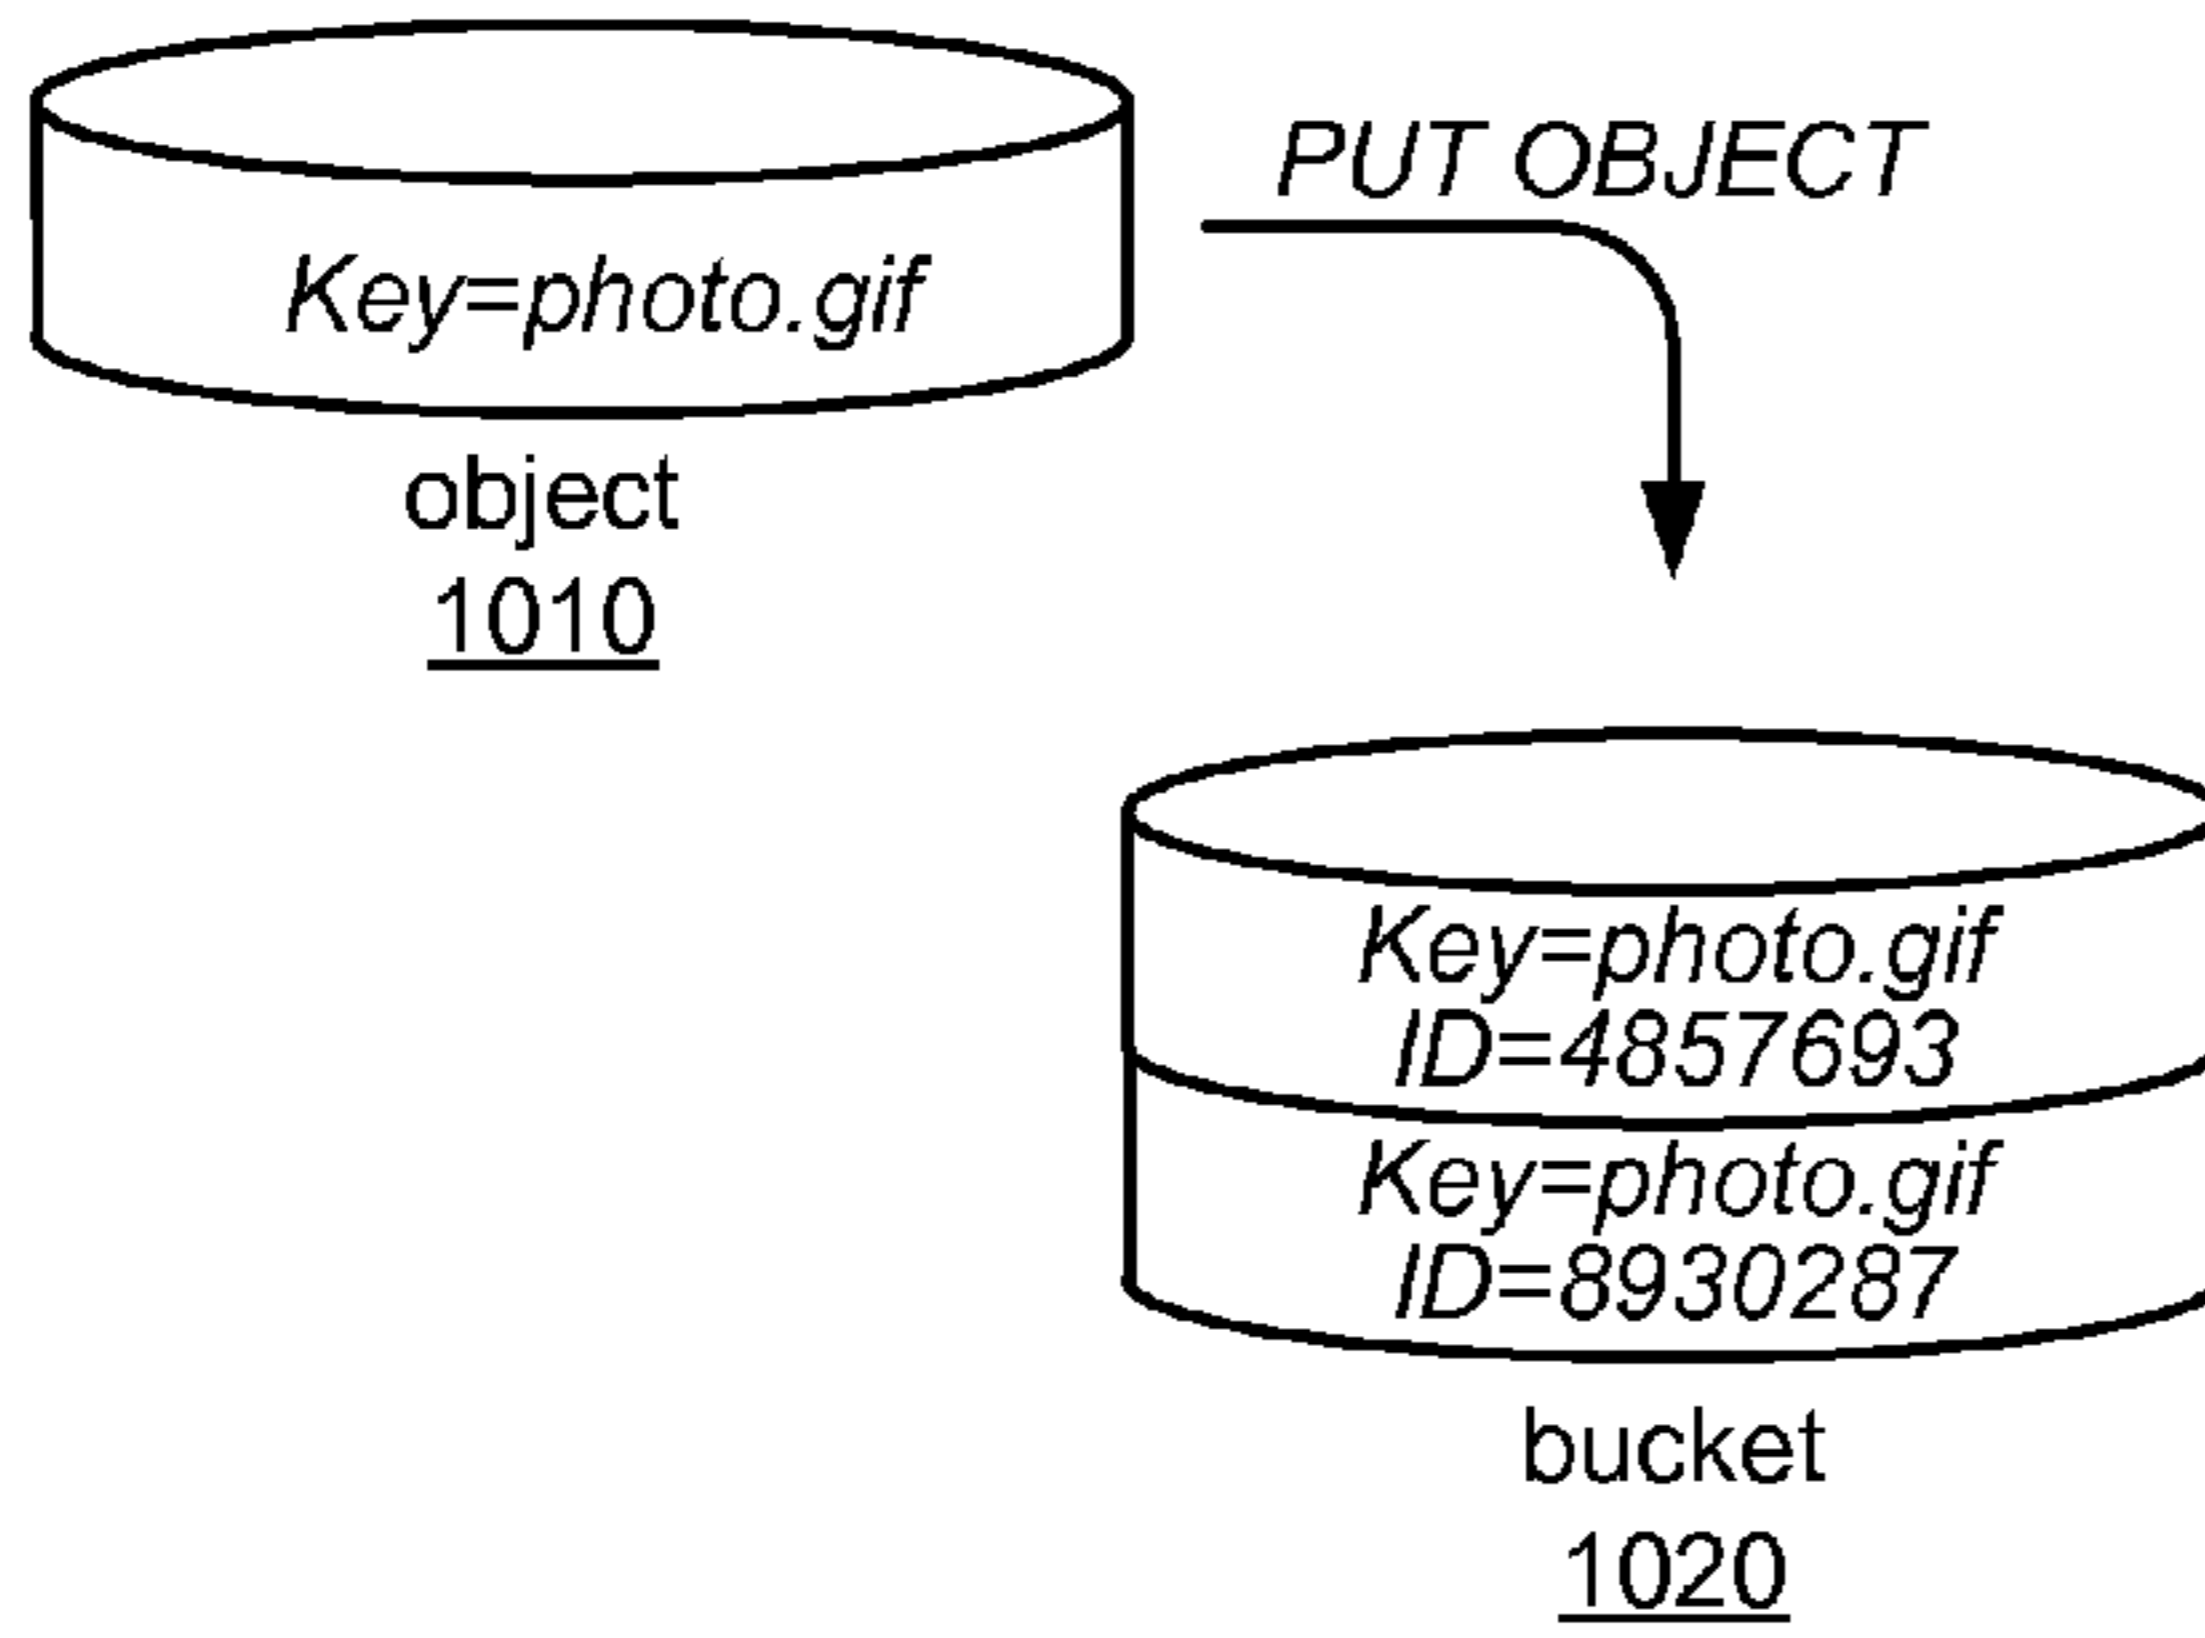 PUT OBJECT
Key=photo.gif
object
1010
Key=photo.gif
ID=4857693
Key=photo.gif
ID=8930287
bucket
1020